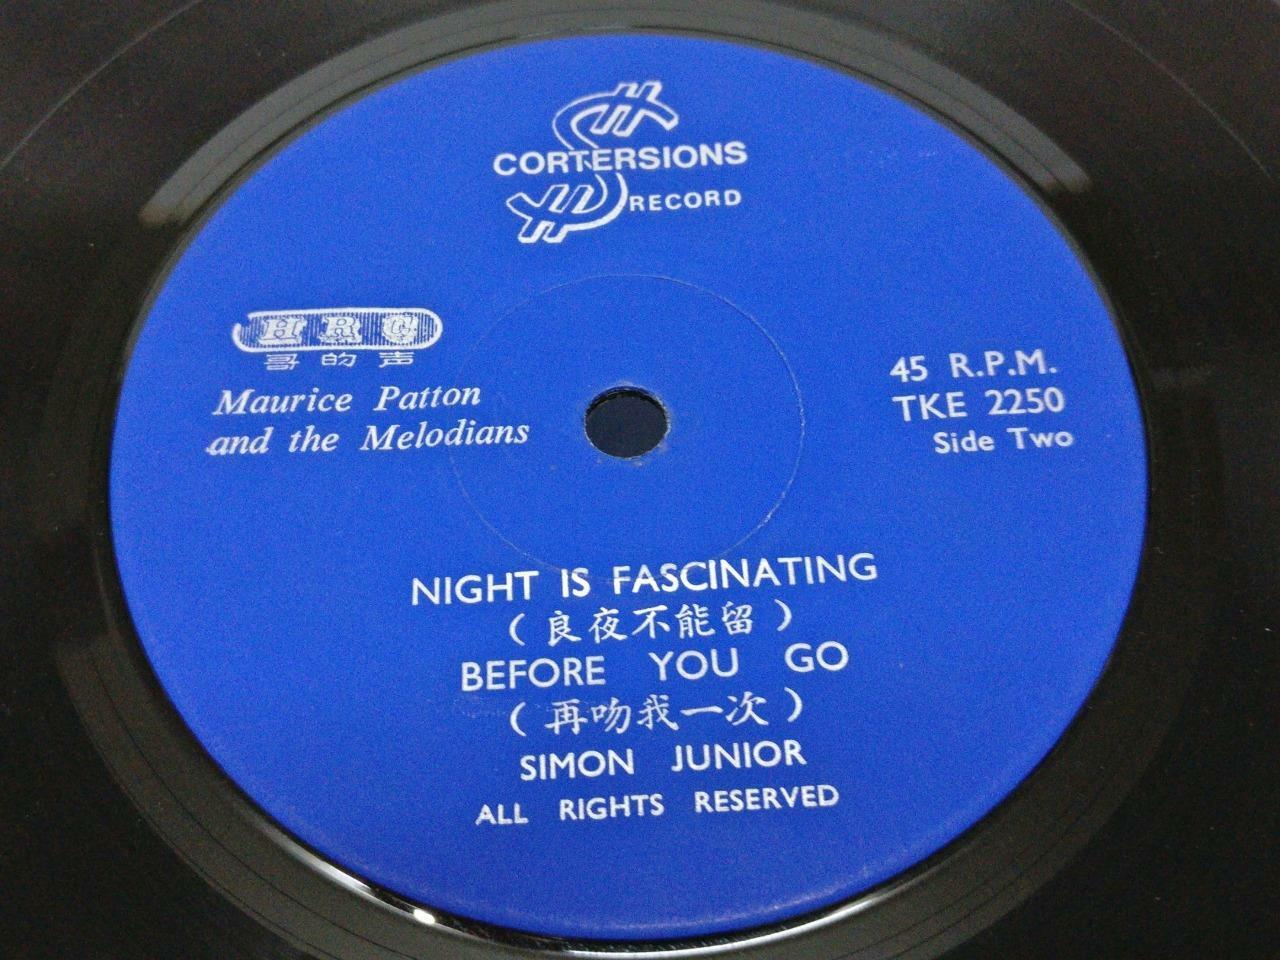 CORTERSIONS
RECORD
HRC
哥的声
Maurice Patton
and the Melodians
45 R.P.M.
TKE 2250
Side Two
NIGHT IS FASCINATING
(良夜不能留)
BEFORE YOU GO
(再吻我一次)
SIMON JUNIOR
ALL RIGHTS RESERVED